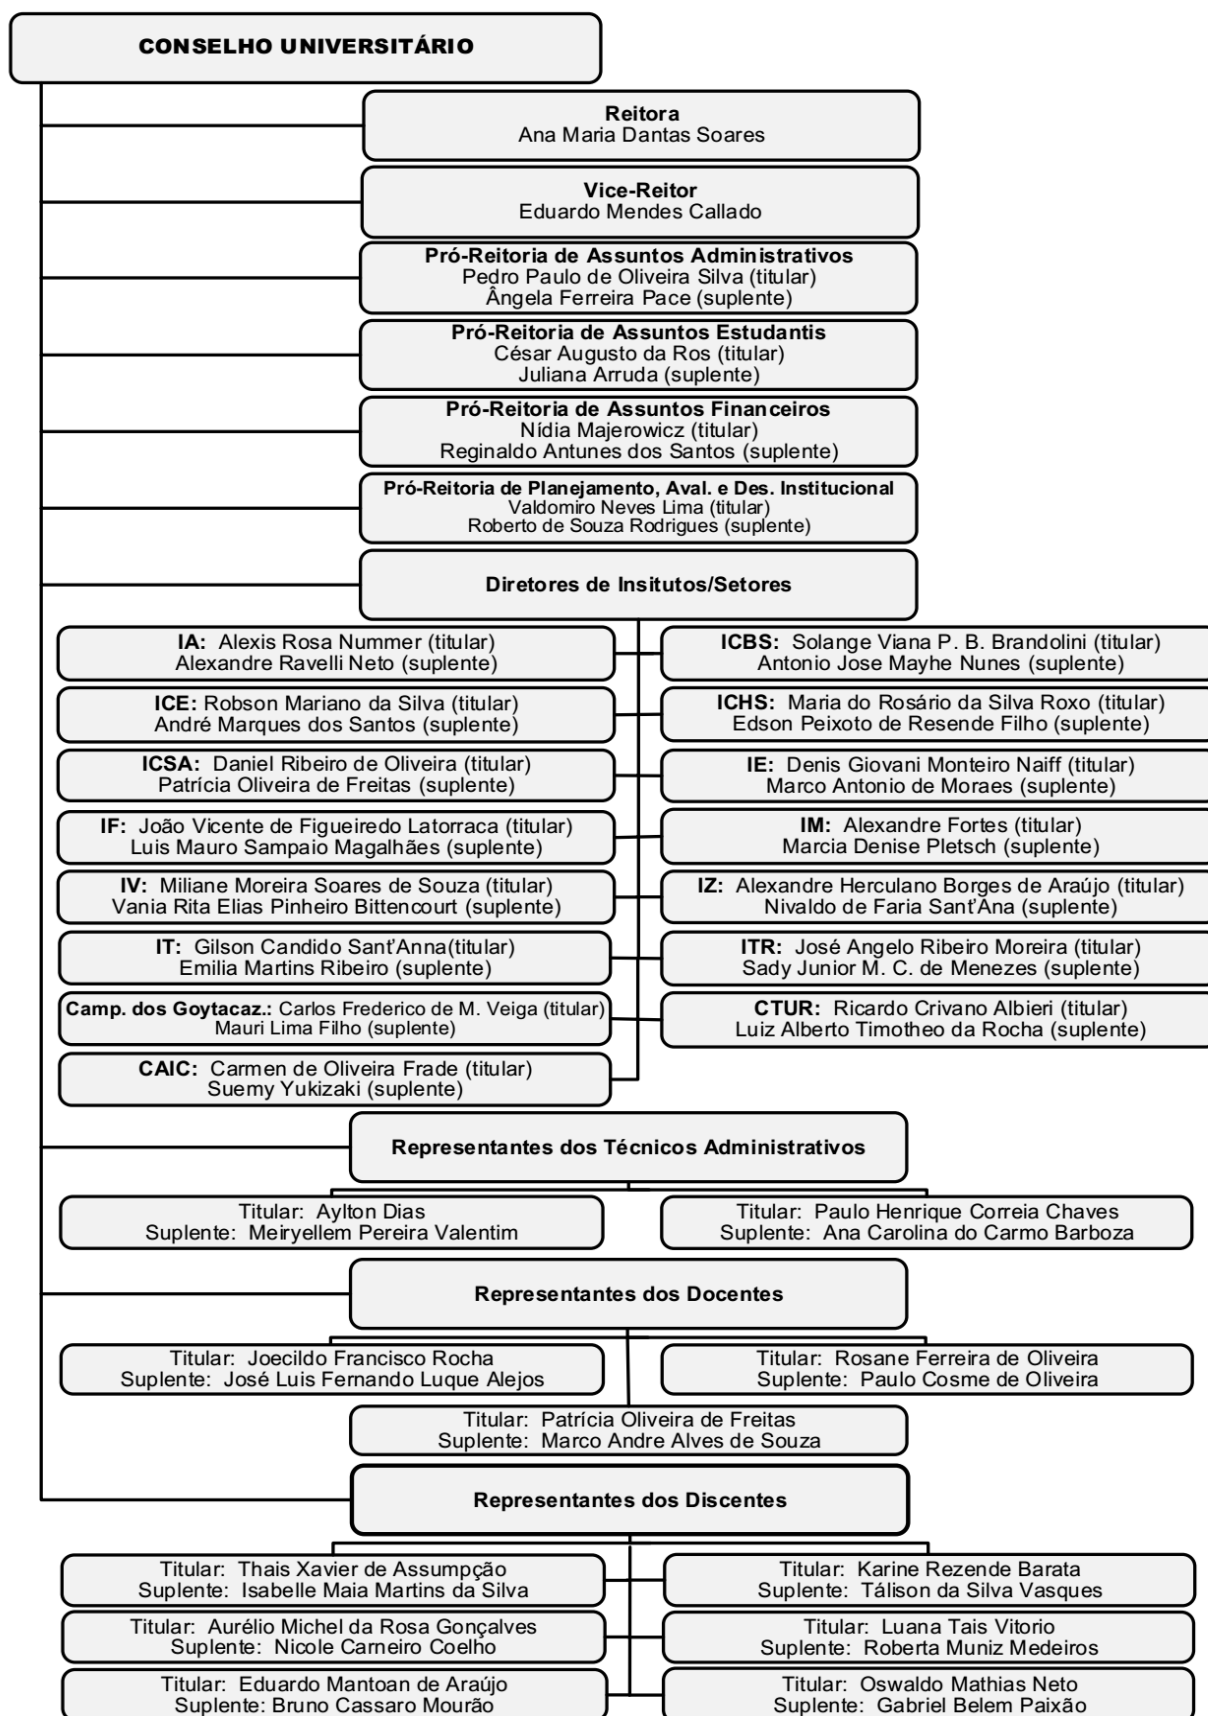 CONSELHO UNIVERSITÁRIO
Reitora
Ana Maria Dantas Soares
Vice-Reitor
Eduardo Mendes Callado
Pró-Reitoria de Assuntos Administrativos
Pedro Paulo de Oliveira Silva (titular)
Ângela Ferreira Pace (suplente)
Pró-Reitoria de Assuntos Estudantis
César Augusto da Ros (titular)
Juliana Arruda (suplente)
Pró-Reitoria de Assuntos Financeiros
Nídia Majerowicz (titular)
Reginaldo Antunes dos Santos (suplente)
Pró-Reitoria de Planejamento, Aval. e Des. Institucional
Valdomiro Neves Lima (titular)
Roberto de Souza Rodrigues (suplente)
Diretores de Insitutos/Setores
IA: Alexis Rosa Nummer (titular)
Alexandre Ravelli Neto (suplente)
ICBS: Solange Viana P. B. Brandolini (titular)
Antonio Jose Mayhe Nunes (suplente)
ICE: Robson Mariano da Silva (titular)
André Marques dos Santos (suplente)
ICHS: Maria do Rosário da Silva Roxo (titular)
Edson Peixoto de Resende Filho (suplente)
ICSA: Daniel Ribeiro de Oliveira (titular)
Patrícia Oliveira de Freitas (suplente)
IE: Denis Giovani Monteiro Naiff (titular)
Marco Antonio de Moraes (suplente)
IF: João Vicente de Figueiredo Latorraca (titular)
Luis Mauro Sampaio Magalhães (suplente)
IM: Alexandre Fortes (titular)
Marcia Denise Pletsch (suplente)
IV: Miliane Moreira Soares de Souza (titular)
Vania Rita Elias Pinheiro Bittencourt (suplente)
IZ: Alexandre Herculano Borges de Araújo (titular)
Nivaldo de Faria Sant'Ana (suplente)
IT: Gilson Candido Sant'Anna(titular)
Emilia Martins Ribeiro (suplente)
ITR: José Angelo Ribeiro Moreira (titular)
Sady Junior M. C. de Menezes (suplente)
Camp. dos Goytacaz.: Carlos Frederico de M. Veiga (titular)
Mauri Lima Filho (suplente)
CTUR: Ricardo Crivano Albieri (titular)
Luiz Alberto Timotheo da Rocha (suplente)
CAIC: Carmen de Oliveira Frade (titular)
Suemy Yukizaki (suplente)
Representantes dos Técnicos Administrativos
Titular: Aylton Dias
Suplente: Meiryellem Pereira Valentim
Titular: Paulo Henrique Correia Chaves
Suplente: Ana Carolina do Carmo Barboza
Representantes dos Docentes
Titular: Joecildo Francisco Rocha
Suplente: José Luis Fernando Luque Alejos
Titular: Rosane Ferreira de Oliveira
Suplente: Paulo Cosme de Oliveira
Titular: Patrícia Oliveira de Freitas
Suplente: Marco Andre Alves de Souza
Representantes dos Discentes
Titular: Thais Xavier de Assumpção
Suplente: Isabelle Maia Martins da Silva
Titular: Karine Rezende Barata
Suplente: Tálison da Silva Vasques
Titular: Aurélio Michel da Rosa Gonçalves
Suplente: Nicole Carneiro Coelho
Titular: Luana Tais Vitorio
Suplente: Roberta Muniz Medeiros
Titular: Eduardo Mantoan de Araújo
Suplente: Bruno Cassaro Mourão
Titular: Oswaldo Mathias Neto
Suplente: Gabriel Belem Paixão